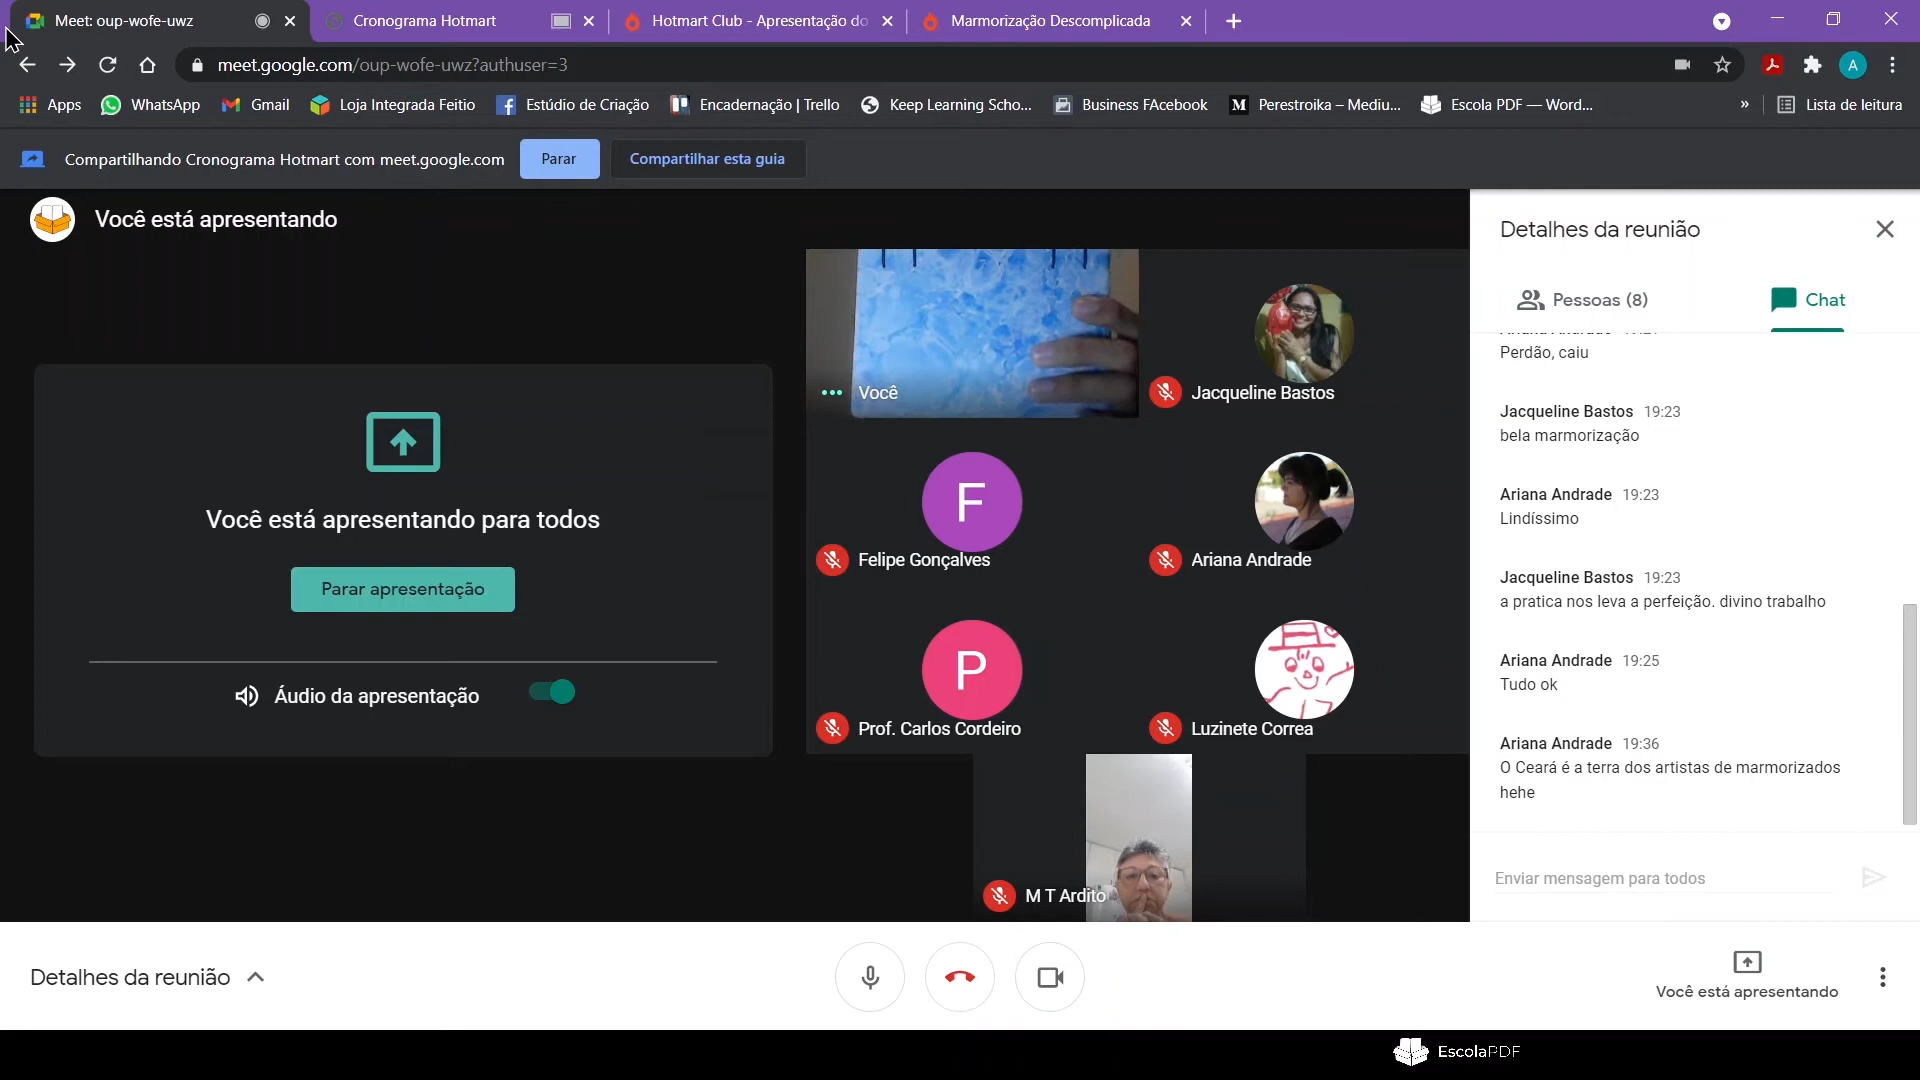 Meet: oup-wofe-uwz
Cronograma Hotmart
Hotmart Club - Apresentação do
Marmorização Descomplicada
meet.google.com/oup-wofe-uwz?authuser=3
A
Apps
WhatsApp
Gmail
Loja Integrada Feitio
Estúdio de Criação
Encadernação | Trello
Keep Learning Scho...
Business FAcebook
M
Perestroika – Mediu...
Escola PDF — Word...
»
Lista de leitura
Compartilhando Cronograma Hotmart com meet.google.com
Parar
Compartilhar esta guia
Você está apresentando
Você está apresentando para todos
Parar apresentação
Áudio da apresentação
Você
Jacqueline Bastos
F
Felipe Gonçalves
Ariana Andrade
P
Prof. Carlos Cordeiro
Luzinete Correa
M T Ardito
Detalhes da reunião
Pessoas (8)
Chat
Perdão, caiu
Jacqueline Bastos 19:23
bela marmorização
Ariana Andrade 19:23
Lindíssimo
Jacqueline Bastos 19:23
a pratica nos leva a perfeição. divino trabalho
Ariana Andrade 19:25
Tudo ok
Ariana Andrade 19:36
O Ceará é a terra dos artistas de marmorizados
hehe
Enviar mensagem para todos
Detalhes da reunião
Você está apresentando
EscolaPDF